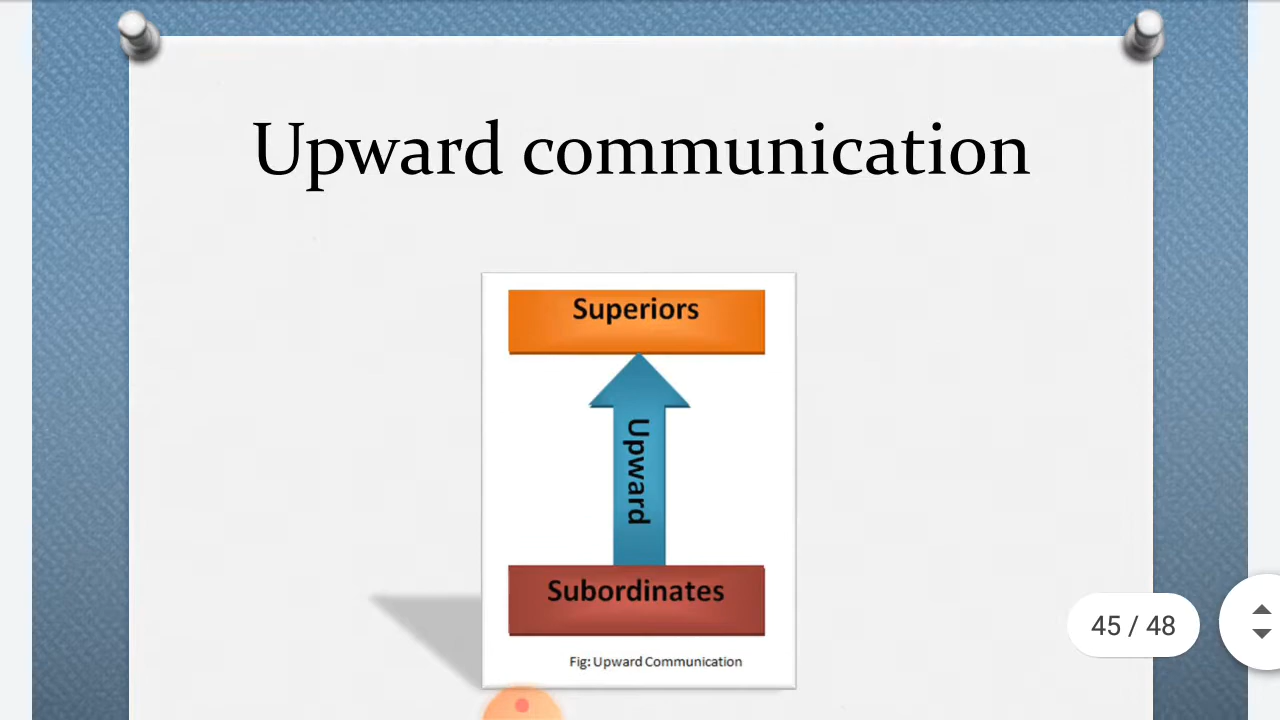 Upward communication
Superiors
Upward
Subordinates
Fig: Upward Communication
45 / 48